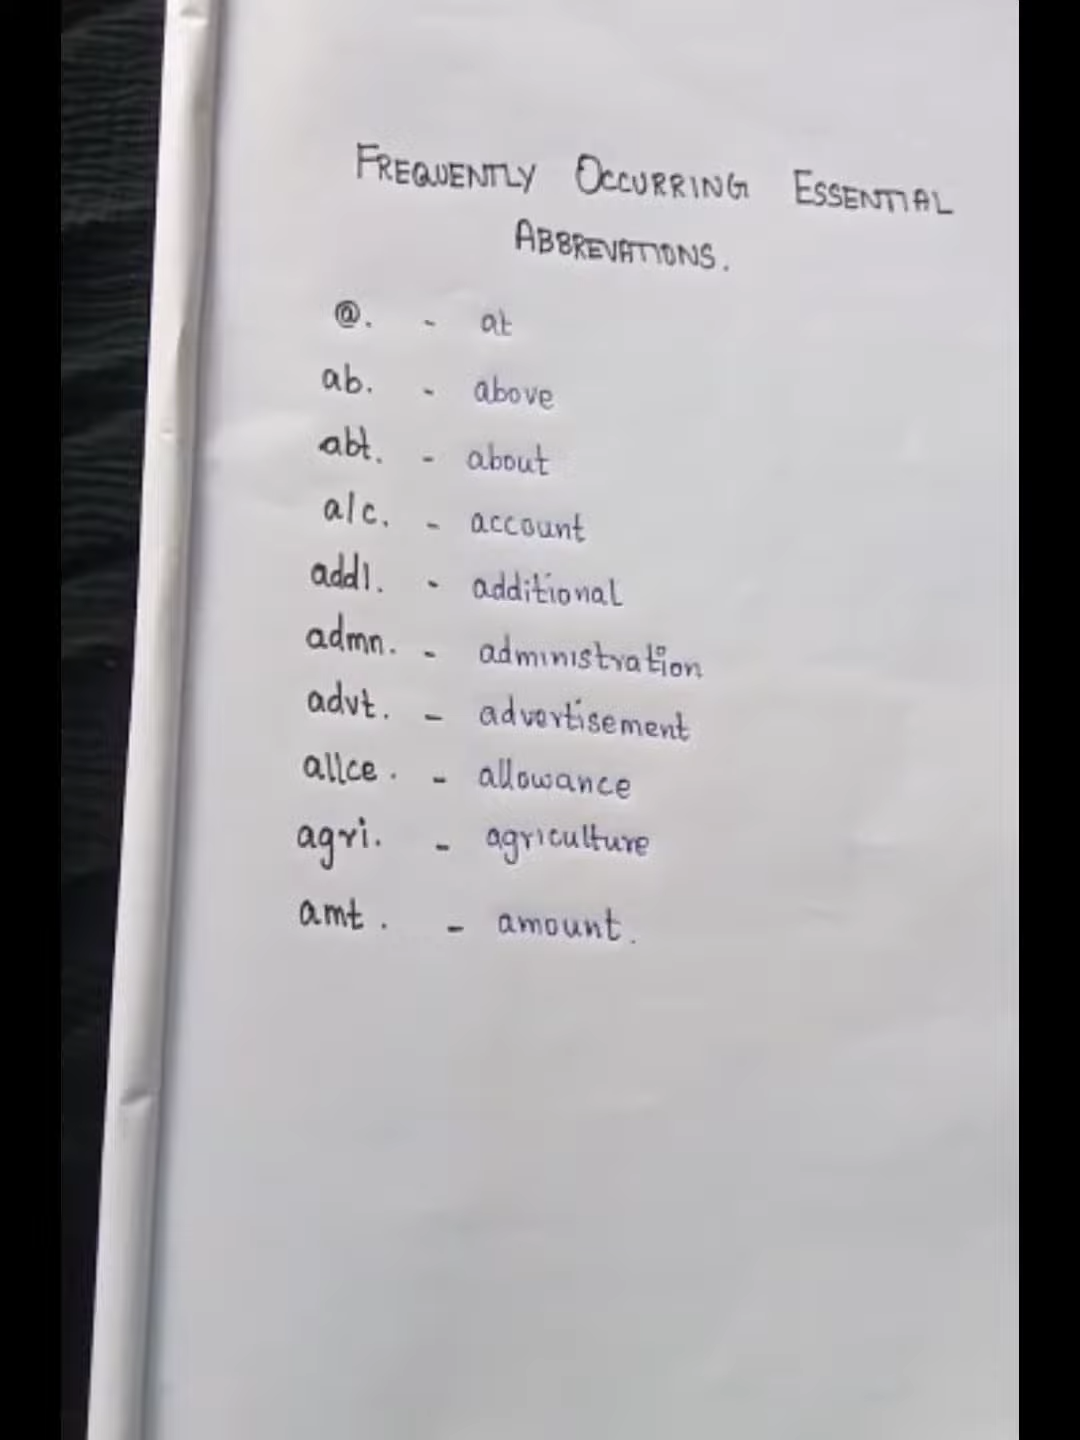 FREQUENTLY OCCURRING ESSENTIAL
ABBREVATIONS.
@. - at
ab. - above
abt. - about
a/c. - account
addl. - additional
admn. - administration
advt. - advertisement
allce. - allowance
agri. - agriculture
amt. - amount.